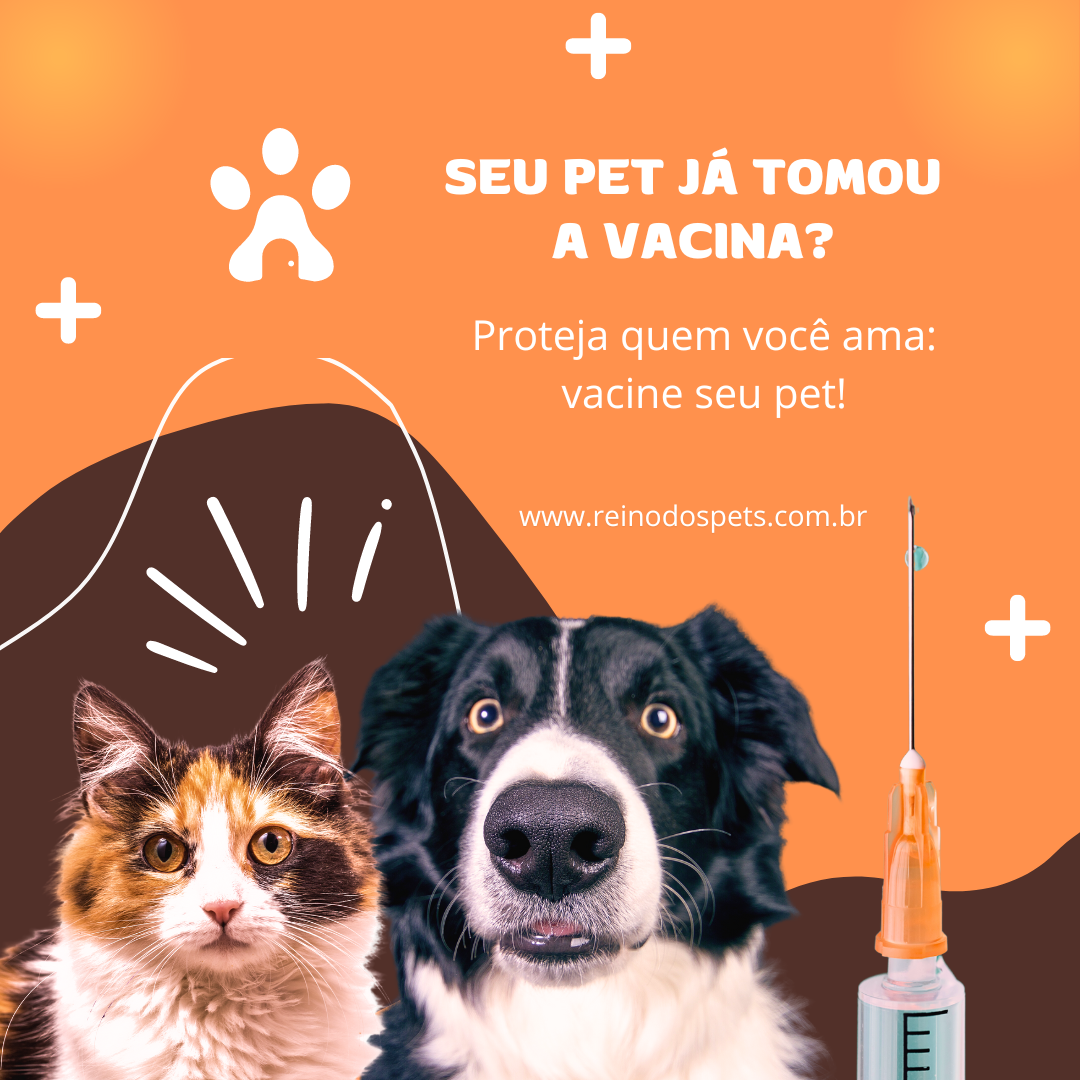 SEU PET JÁ TOMOU
A VACINA?
Proteja quem você ama:
vacine seu pet!
www.reinodospets.com.br